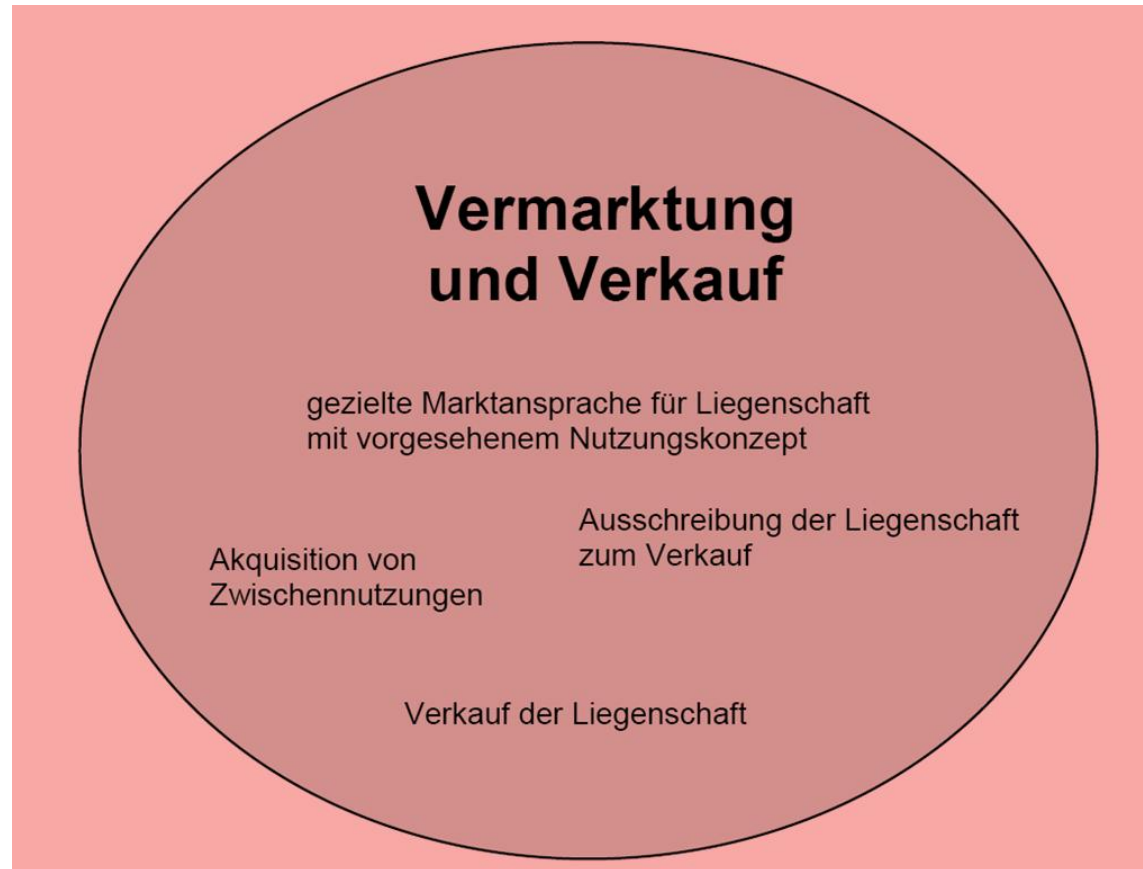 Vermarktung
und Verkauf
gezielte Marktansprache für Liegenschaft
mit vorgesehenem Nutzungskonzept
Ausschreibung der Liegenschaft
zum Verkauf
Akquisition von
Zwischennutzungen
Verkauf der Liegenschaft